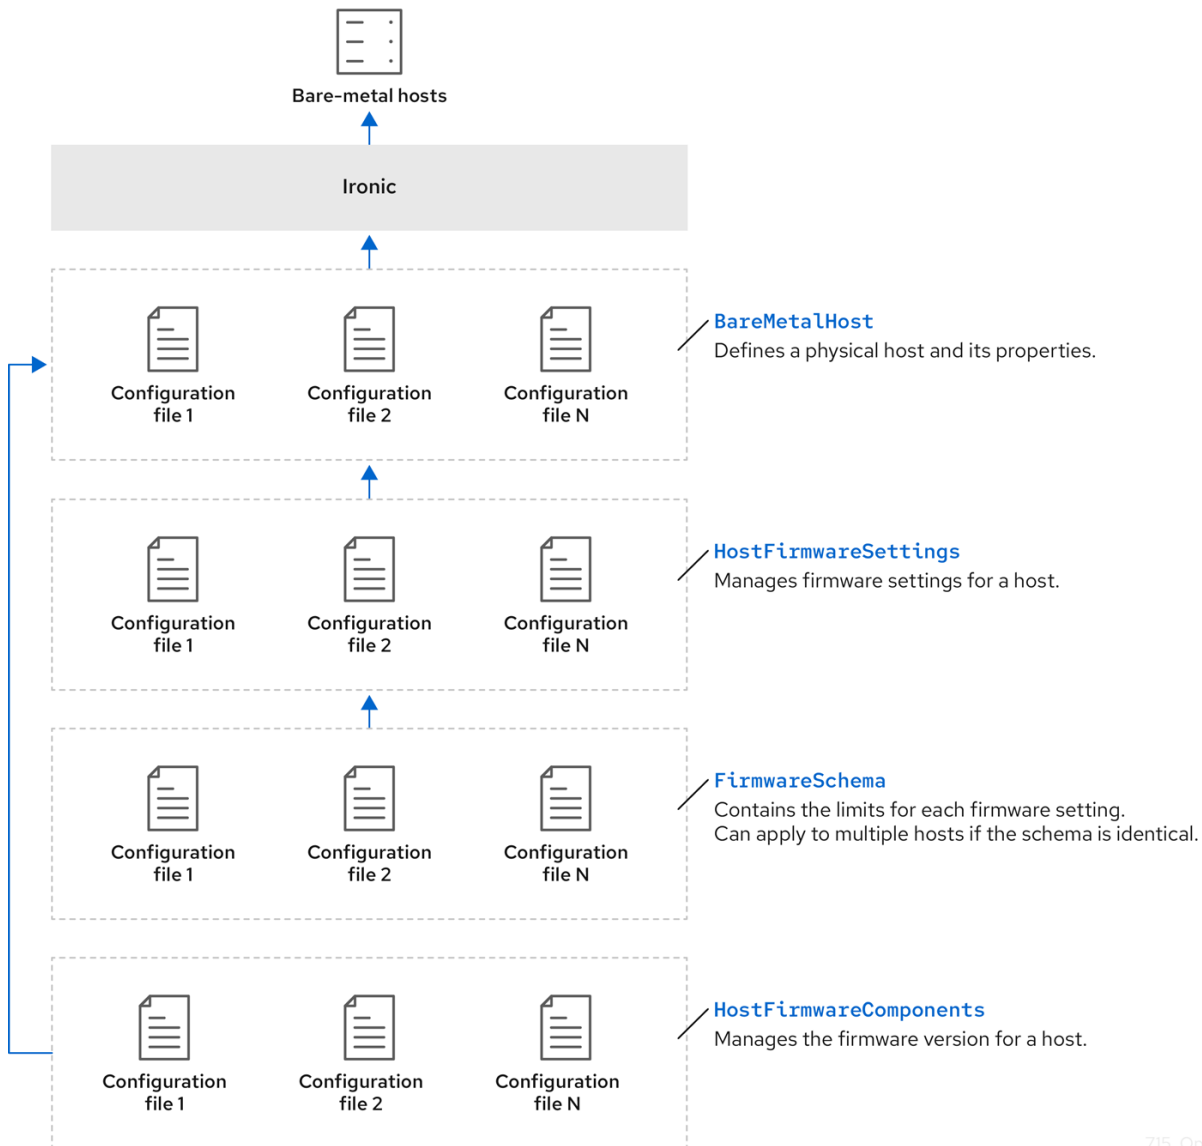 Bare-metal hosts
Ironic
BareMetalHost
Defines a physical host and its properties.
Configuration
file 1
Configuration
file 2
Configuration
file N
HostFirmwareSettings
Manages firmware settings for a host.
Configuration
file 1
Configuration
file 2
Configuration
file N
FirmwareSchema
Contains the limits for each firmware setting.
Can apply to multiple hosts if the schema is identical.
Configuration
file 1
Configuration
file 2
Configuration
file N
HostFirmwareComponents
Manages the firmware version for a host.
Configuration
file 1
Configuration
file 2
Configuration
file N